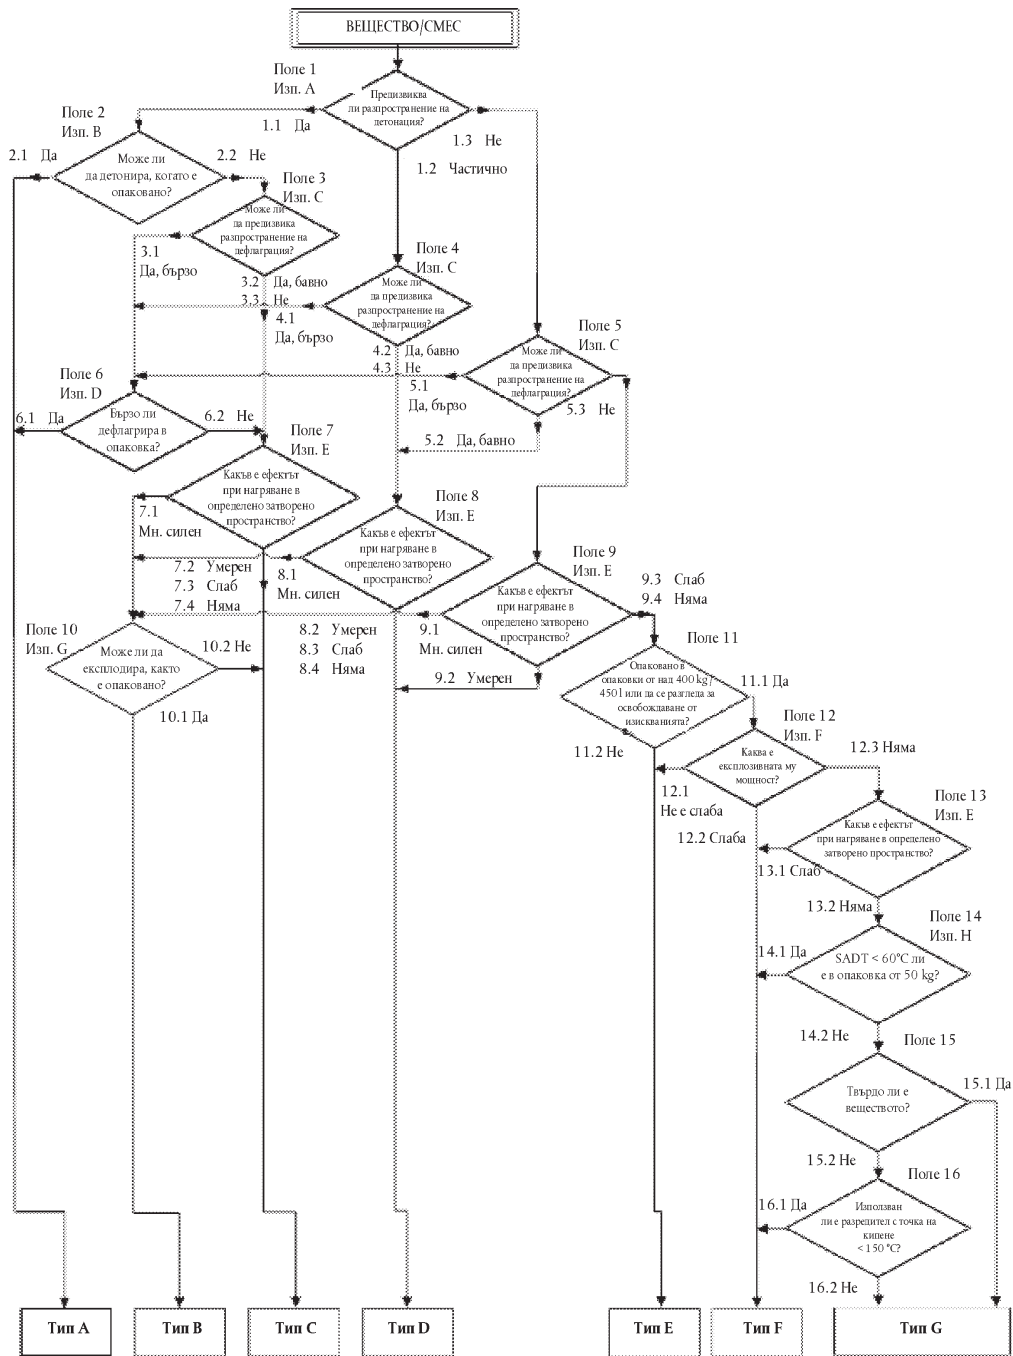 ВЕЩЕСТВО/СМЕС
Поле 1
Изп. A
Предизвиква
ли разпространение на
детонация?
1.1 Да
1.3 Не
1.2 Частично
Поле 2
Изп. B
2.1 Да
2.2 Не
Може ли
да детонира, когато е
опаковано?
Поле 3
Изп. C
Може ли
да предизвика
разпространение на
дефлаграция?
3.1
Да, бързо
3.2 Да, бавно
3.3 Не
Поле 4
Изп. C
Може ли
да предизвика
разпространение на
дефлаграция?
4.1
Да, бързо
4.2 Да, бавно
4.3 Не
Поле 5
Изп. C
Може ли
да предизвика
разпространение на
дефлаграция?
5.1
Да, бързо
5.3 Не
5.2 Да, бавно
Поле 6
Изп. D
6.1 Да
6.2 Не
Бързо ли
дефлагрира в
опаковка?
Поле 7
Изп. E
Какъв е ефектът
при нагряване в
определено затворено
пространство?
7.1
Мн. силен
7.2 Умерен
7.3 Слаб
7.4 Няма
Поле 8
Изп. E
Какъв е ефектът
при нагряване в
определено затворено
пространство?
8.1
Мн. силен
8.2 Умерен
8.3 Слаб
8.4 Няма
Поле 9
Изп. E
Какъв е ефектът
при нагряване в
определено затворено
пространство?
9.3 Слаб
9.4 Няма
9.1
Мн. силен
9.2 Умерен
Поле 10
Изп. G
10.2 Не
Може ли да
експлодира, както
е опаковано?
10.1 Да
Поле 11
Опаковано в
опаковки от над 400 kg /
450 l или да се разгледа за
освобождаване от
изискванията?
11.1 Да
11.2 Не
Поле 12
Изп. F
Каква е
експлозивната му
мощност?
12.3 Няма
12.1
Не е слаба
12.2 Слаба
Поле 13
Изп. E
Какъв е ефектът
при нагряване в определено
затворено пространство?
13.1 Слаб
13.2 Няма
Поле 14
Изп. H
14.1 Да
SADT < 60°C ли
е в опаковка от 50 kg?
14.2 Не
Поле 15
15.1 Да
Твърдо ли е
веществото?
15.2 Не
Поле 16
16.1 Да
Използван
ли е разредител с точка на
кипене
< 150 °C?
16.2 Не
Тип A
Тип B
Тип C
Тип D
Тип E
Тип F
Тип G